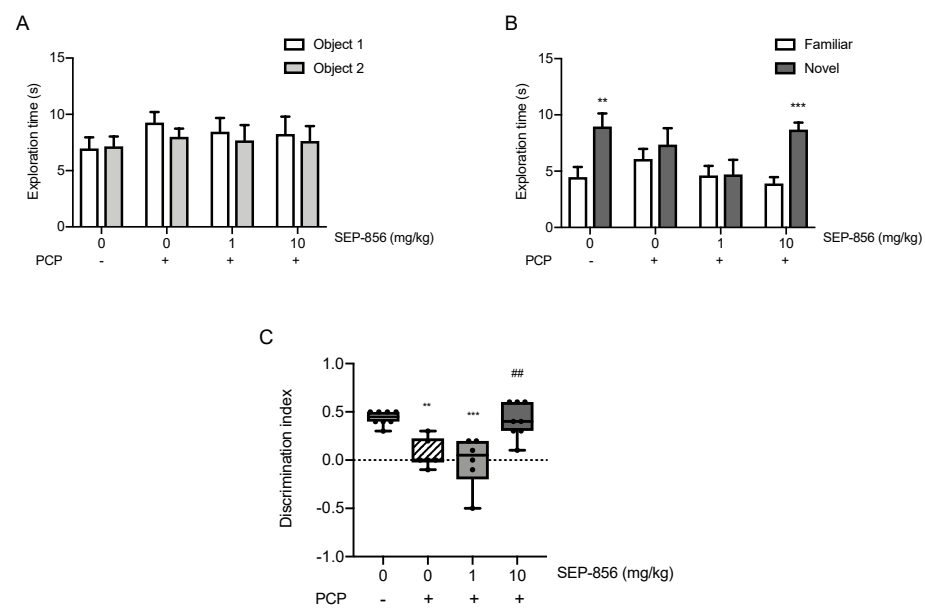 A
Object 1
Object 2
Exploration time (s)
15
10
5
0
0 0 1 10 SEP-856 (mg/kg)
PCP - + + +
B
Familiar
Novel
Exploration time (s)
15
10
5
0
** ***
0 0 1 10 SEP-856 (mg/kg)
PCP - + + +
C
Discrimination index
1.0
0.5
0.0
-0.5
-1.0
** *** ##
0 0 1 10 SEP-856 (mg/kg)
PCP - + + +